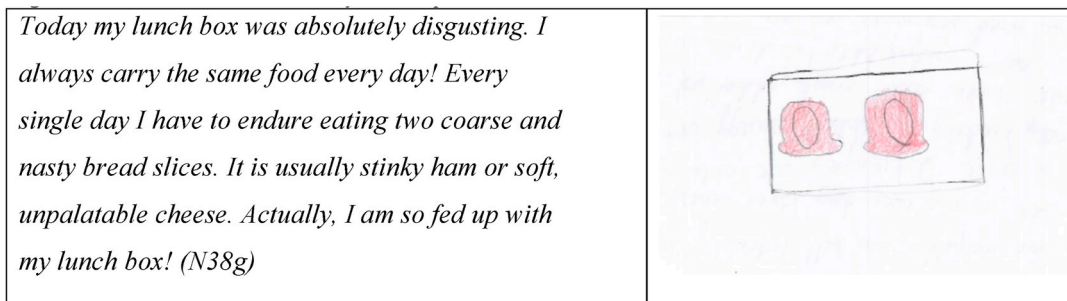 Today my lunch box was absolutely disgusting. I
always carry the same food every day! Every
single day I have to endure eating two coarse and
nasty bread slices. It is usually stinky ham or soft,
unpalatable cheese. Actually, I am so fed up with
my lunch box! (N38g)